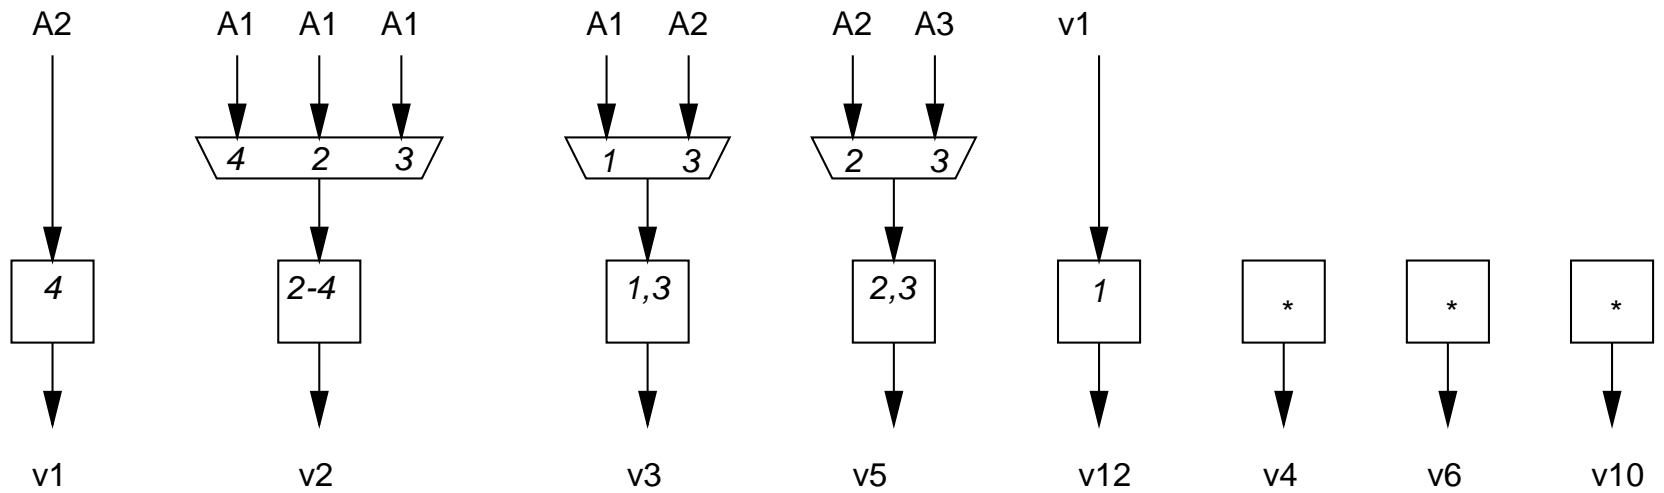 A2 A1 A1 A1 A1 A2 A2 A3 v1
4 2 3 1 3 2 3
4 2-4 1,3 2,3 1 * * *
v1 v2 v3 v5 v12 v4 v6 v10